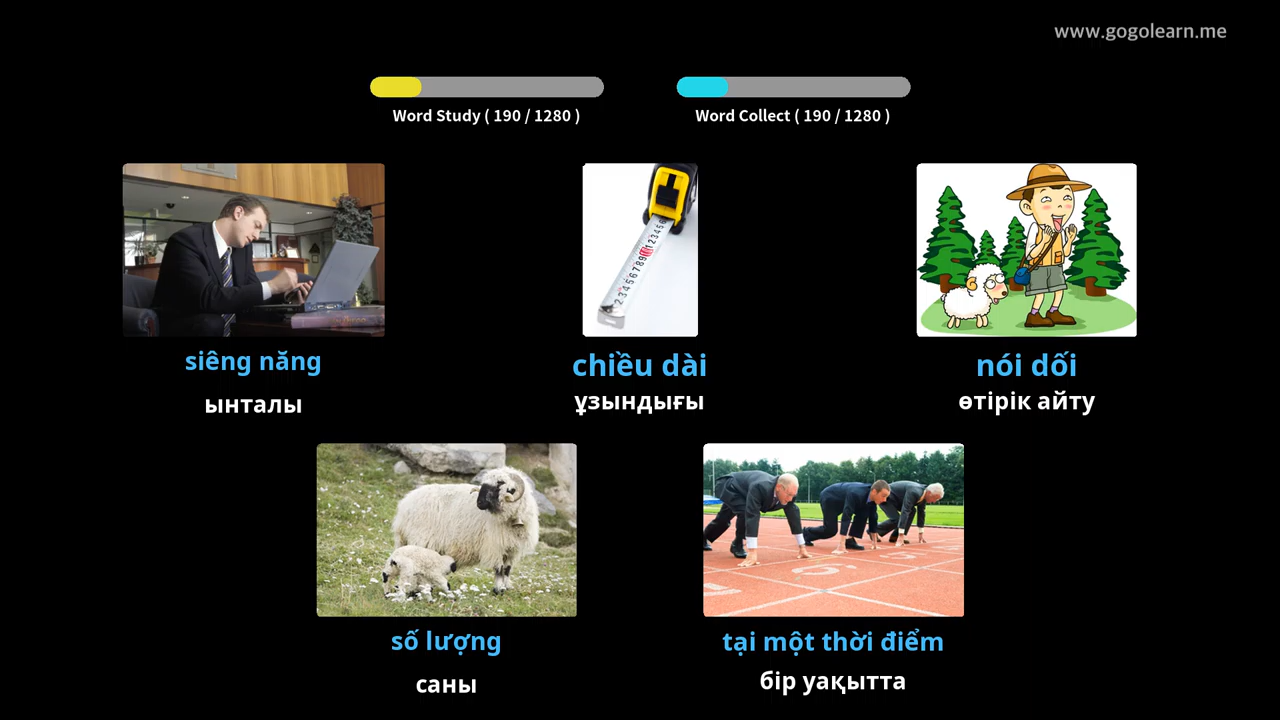 www.gogolearn.me
Word Study ( 190 / 1280 )
Word Collect ( 190 / 1280 )
siêng năng
ынталы
chiều dài
ұзындығы
nói dối
өтірік айту
số lượng
саны
tại một thời điểm
бір уақытта